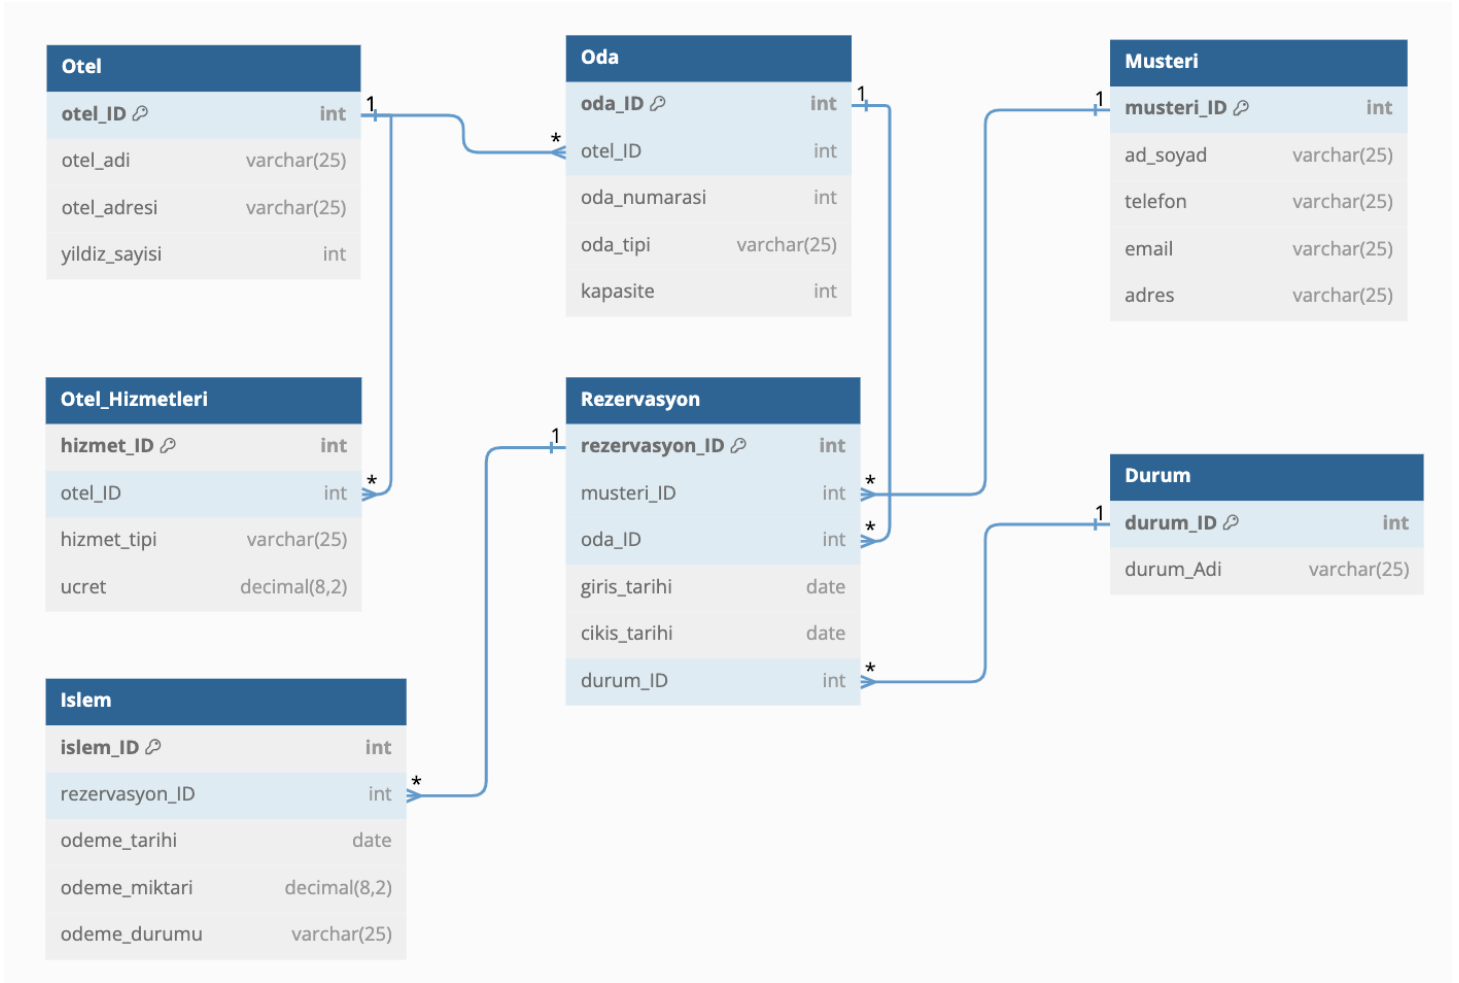 Otel
otel_ID int
otel_adi varchar(25)
otel_adresi varchar(25)
yildiz_sayisi int
1
*
Oda
oda_ID int
otel_ID int
oda_numarasi int
oda_tipi varchar(25)
kapasite int
1
1
Musteri
musteri_ID int
ad_soyad varchar(25)
telefon varchar(25)
email varchar(25)
adres varchar(25)
Otel_Hizmetleri
hizmet_ID int
otel_ID int
hizmet_tipi varchar(25)
ucret decimal(8,2)
*
1
Rezervasyon
rezervasyon_ID int
musteri_ID int
oda_ID int
giris_tarihi date
cikis_tarihi date
durum_ID int
*
*
*
1
Durum
durum_ID int
durum_Adi varchar(25)
Islem
islem_ID int
rezervasyon_ID int
odeme_tarihi date
odeme_miktari decimal(8,2)
odeme_durumu varchar(25)
*